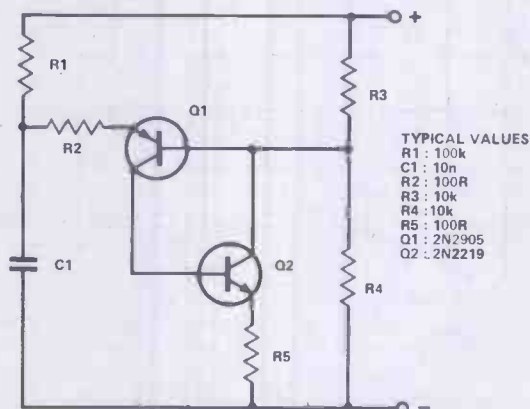 +
R1
Q1
R3
R2
TYPICAL VALUES
R1 : 100k
C1 : 10n
R2 : 100R
R3 : 10k
R4 : 10k
R5 : 100R
Q1 : 2N2905
Q2 : 2N2219
C1
Q2
R4
R5
–